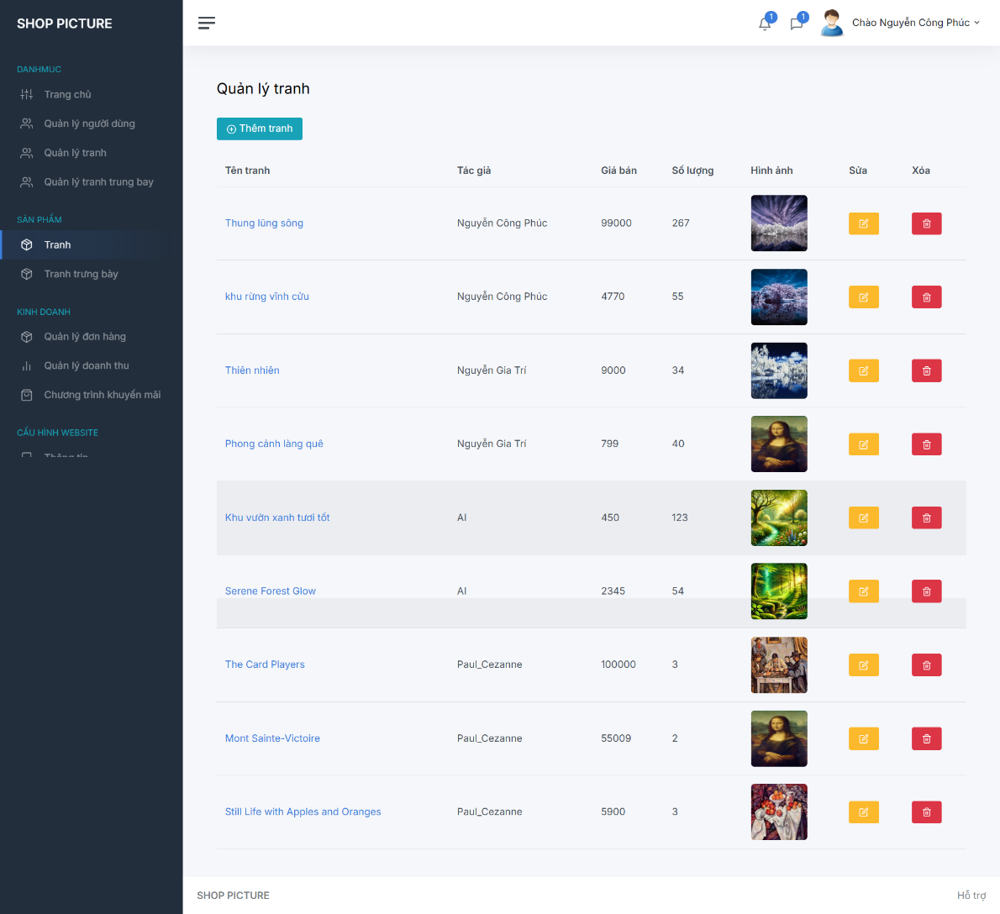 SHOP PICTURE
1
1
Chào Nguyễn Công Phúc
DANHMUC
Trang chủ
Quản lý người dùng
Quản lý tranh
Quản lý tranh trung bay
SẢN PHẨM
Tranh
Tranh trưng bày
KINH DOANH
Quản lý đơn hàng
Quản lý doanh thu
Chương trình khuyến mãi
CẤU HÌNH WEBSITE
Thông tin
Quản lý tranh
Thêm tranh
Tên tranh Tác giả Giá bán Số lượng Hình ảnh Sửa Xóa
Thung lũng sông Nguyễn Công Phúc 99000 267
khu rừng vĩnh cửu Nguyễn Công Phúc 4770 55
Thiên nhiên Nguyễn Gia Trí 9000 34
Phong cảnh làng quê Nguyễn Gia Trí 799 40
Khu vườn xanh tươi tốt AI 450 123
Serene Forest Glow AI 2345 54
The Card Players Paul_Cezanne 100000 3
Mont Sainte-Victoire Paul_Cezanne 55009 2
Still Life with Apples and Oranges Paul_Cezanne 5900 3
SHOP PICTURE
Hỗ trợ